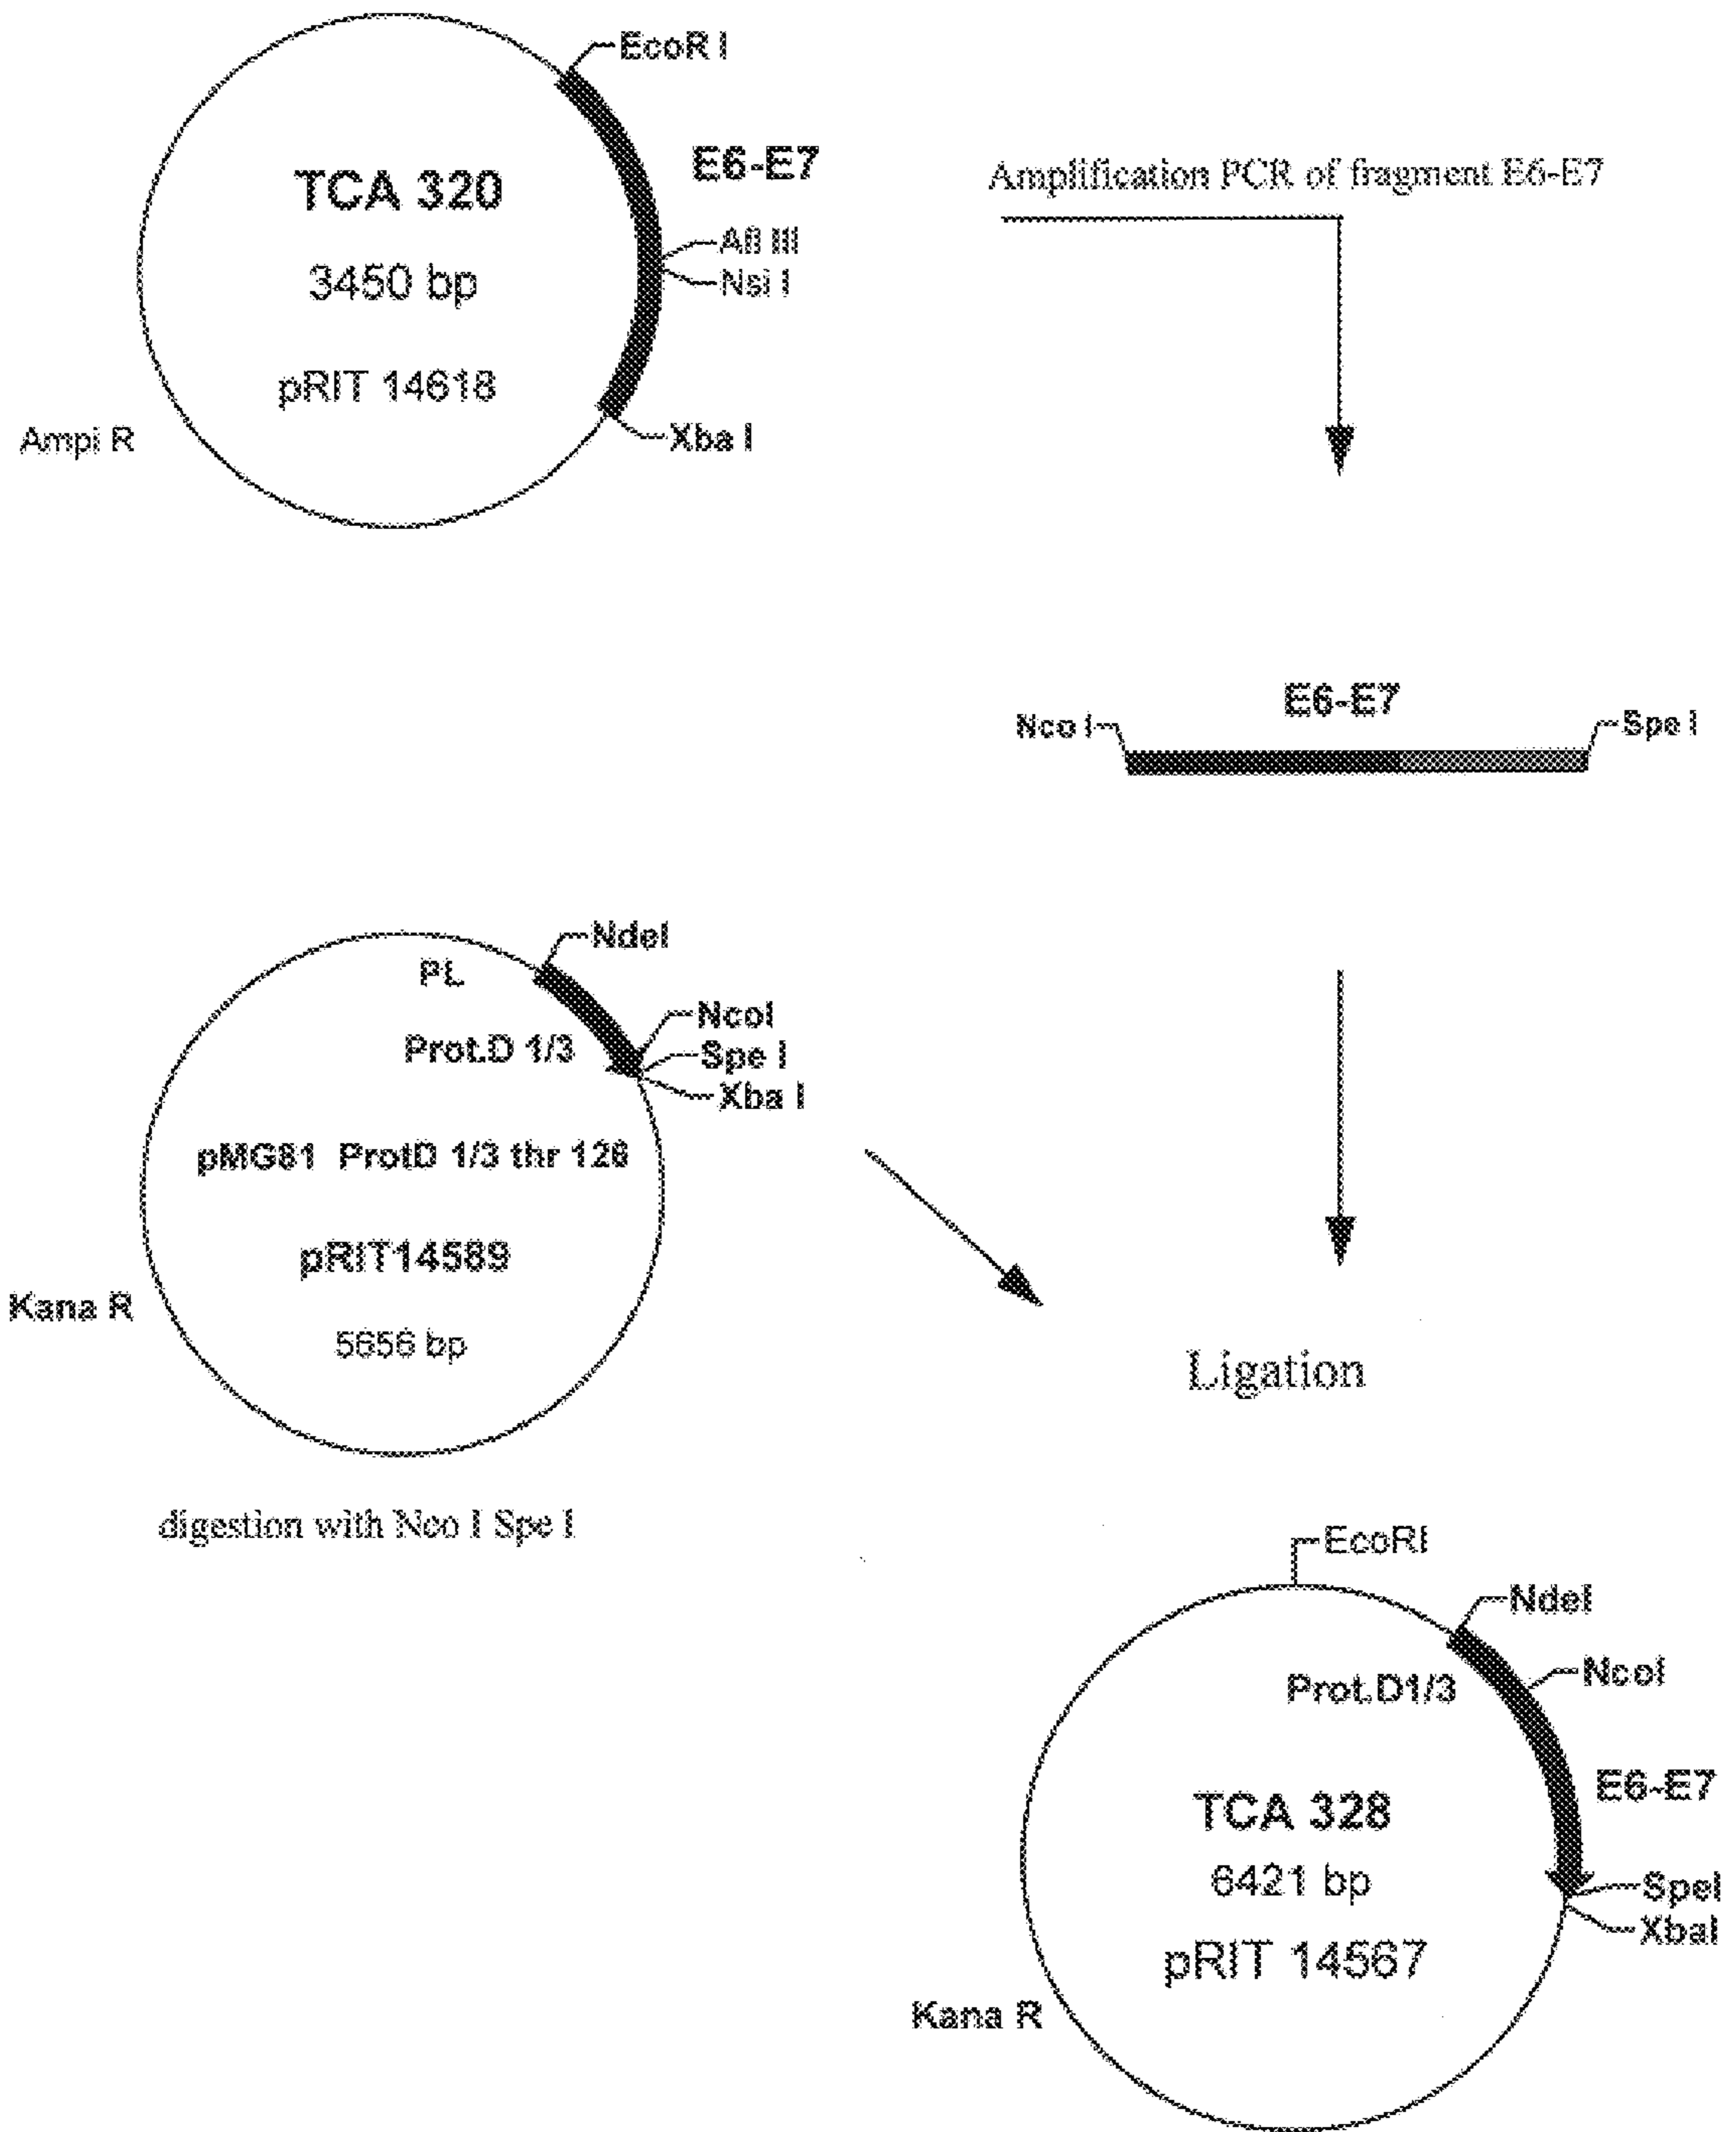 EcoR I
E6-E7
TCA 320
Afl III
3450 bp
Nsi I
pRIT 14618
Ampi R
Xba I
Amplification PCR of fragment E6-E7
E6-E7
Nco I
Spe I
NdeI
PL
NcoI
Prot.D 1/3
Spe I
Xba I
pMG81 ProtD 1/3 thr 126
pRIT14589
Kana R
5656 bp
digestion with Nco I Spe I
Ligation
EcoRI
NdeI
NcoI
Prot.D1/3
E6-E7
TCA 328
6421 bp
SpeI
XbaI
pRIT 14567
Kana R